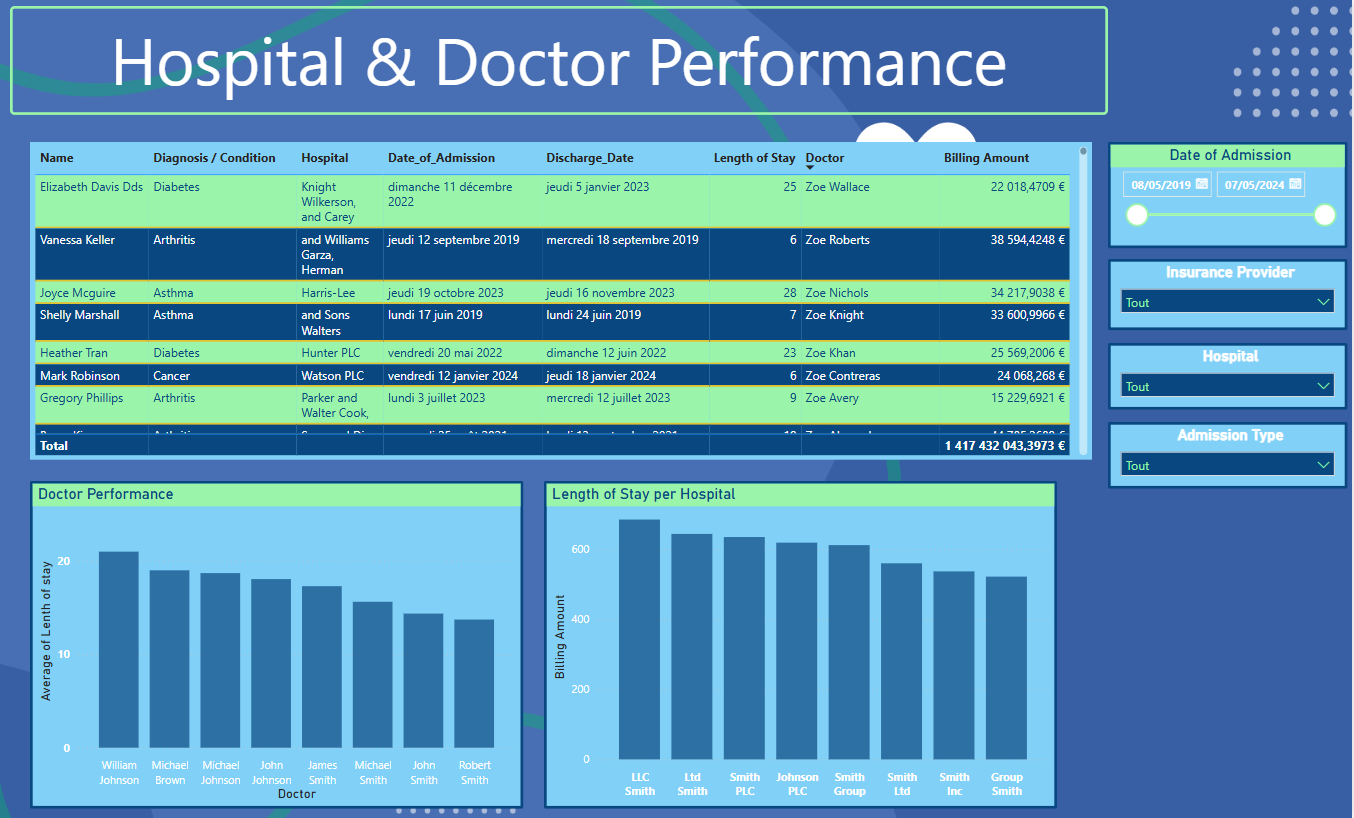 Hospital & Doctor Performance
Name Diagnosis / Condition Hospital Date_of_Admission Discharge_Date Length of Stay Doctor Billing Amount
Elizabeth Davis Dds Diabetes Knight dimanche 11 décembre jeudi 5 janvier 2023 25 Zoe Wallace 22 018,4709 €
Wilkerson, 2022
and Carey
Vanessa Keller Arthritis and Williams jeudi 12 septembre 2019 mercredi 18 septembre 2019 6 Zoe Roberts 38 594,4248 €
Garza,
Herman
Joyce Mcguire Asthma Harris-Lee jeudi 19 octobre 2023 jeudi 16 novembre 2023 28 Zoe Nichols 34 217,9038 €
Shelly Marshall Asthma and Sons lundi 17 juin 2019 lundi 24 juin 2019 7 Zoe Knight 33 600,9966 €
Walters
Heather Tran Diabetes Hunter PLC vendredi 20 mai 2022 dimanche 12 juin 2022 23 Zoe Khan 25 569,2006 €
Mark Robinson Cancer Watson PLC vendredi 12 janvier 2024 jeudi 18 janvier 2024 6 Zoe Contreras 24 068,268 €
Gregory Phillips Arthritis Parker and lundi 3 juillet 2023 mercredi 12 juillet 2023 9 Zoe Avery 15 229,6921 €
Walter Cook,
Total 1 417 432 043,3973 €
Date of Admission
08/05/2019 07/05/2024
Insurance Provider
Tout
Hospital
Tout
Admission Type
Tout
Doctor Performance
Average of Lenth of stay
20
10
0
William Michael Michael John James Michael John Robert
Johnson Brown Johnson Johnson Smith Smith Smith Smith
Doctor
Length of Stay per Hospital
Billing Amount
600
400
200
0
LLC Ltd Smith Johnson Smith Smith Smith Group
Smith Smith PLC PLC Group Ltd Inc Smith